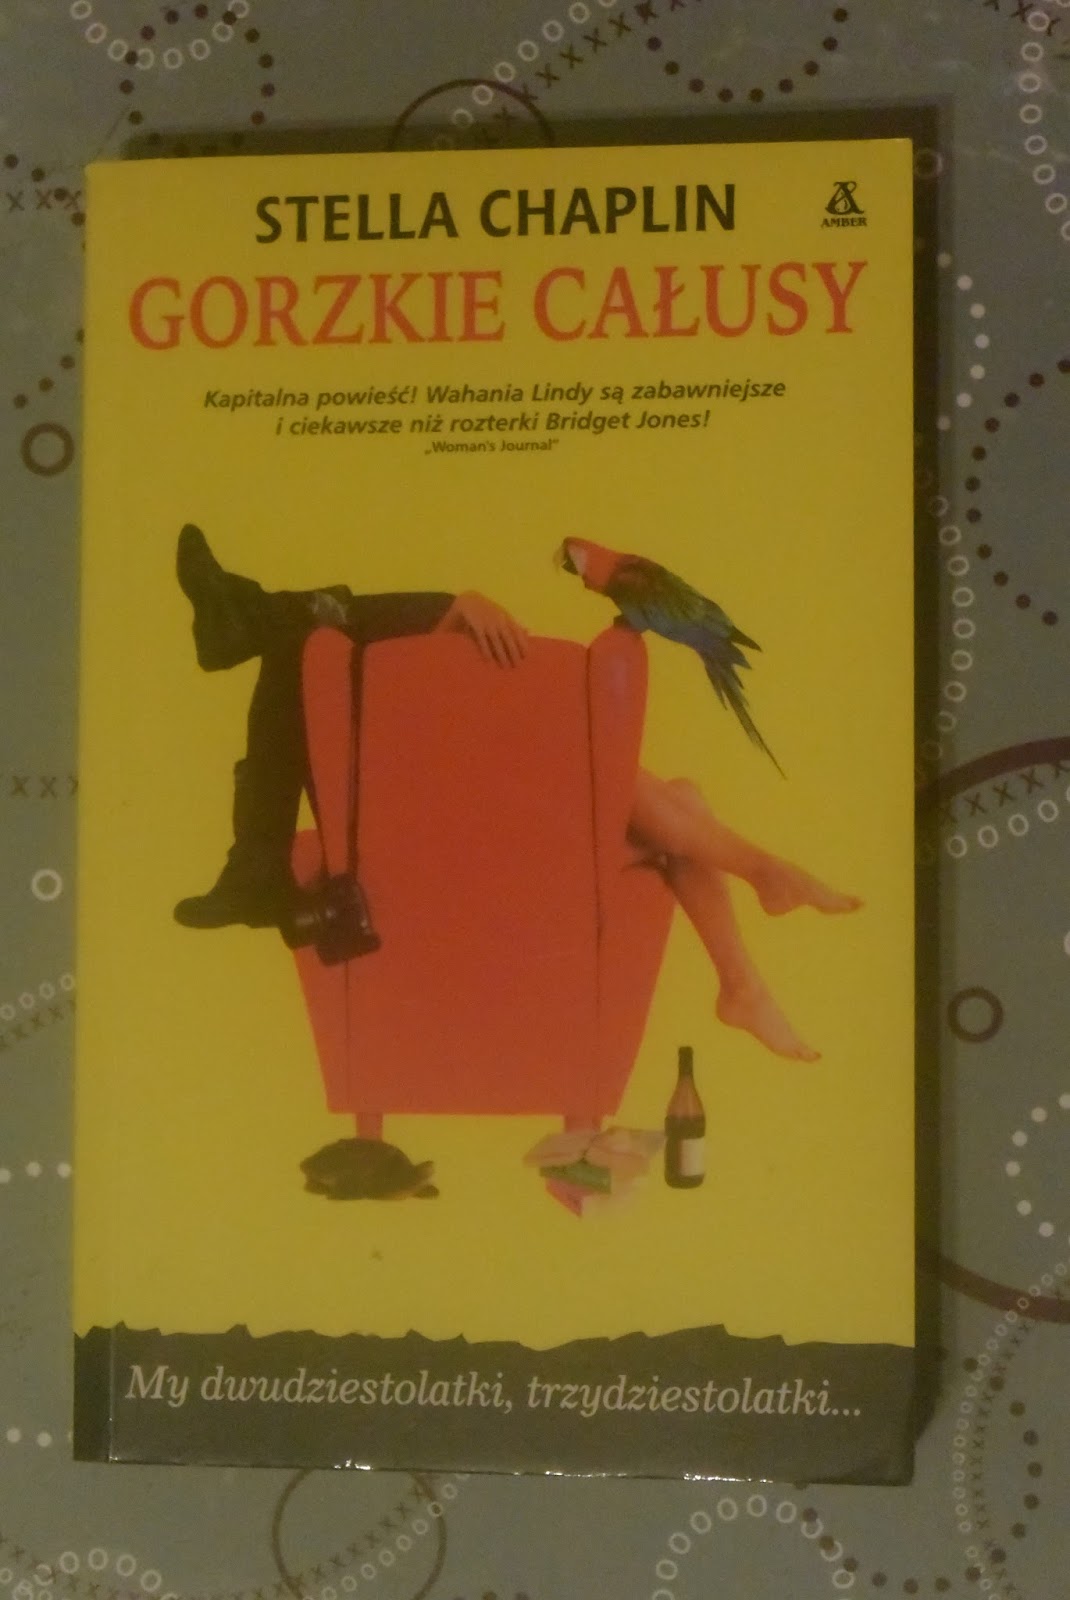 STELLA CHAPLIN
AMBER
GORZKIE CAŁUSY
Kapitalna powieść! Wahania Lindy są zabawniejsze
i ciekawsze niż rozterki Bridget Jones!
„Woman's Journal"
My dwudziestolatki, trzydziestolatki...